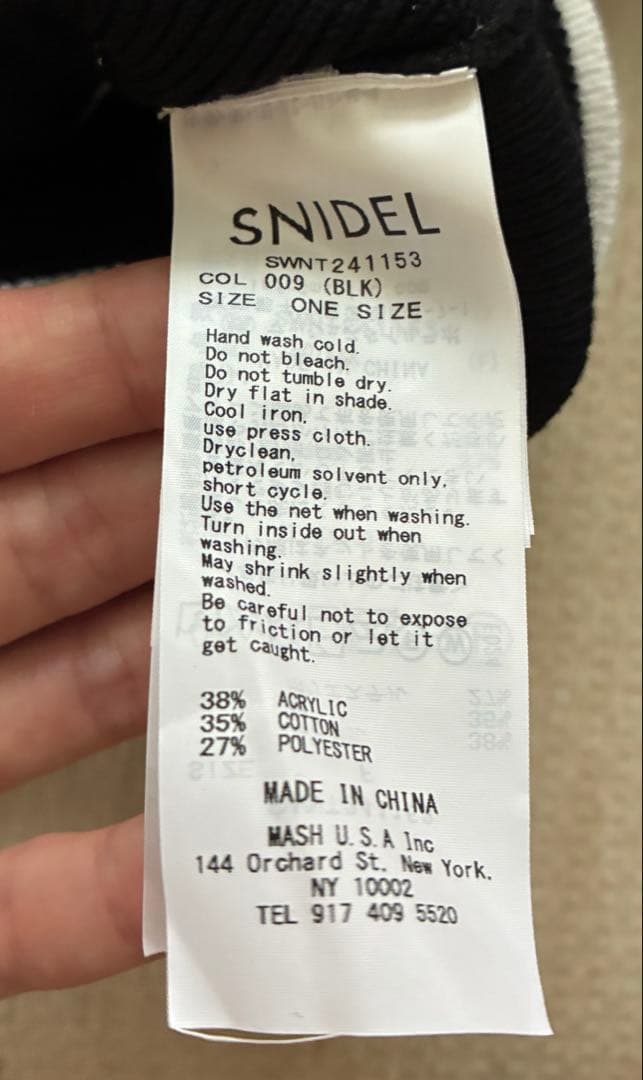 SNIDEL
SWNT241153
COL 009 (BLK)
SIZE ONE SIZE
Hand wash cold.
Do not bleach.
Do not tumble dry.
Dry flat in shade.
Cool iron,
use press cloth.
Dryclean,
petroleum solvent only,
short cycle.
Use the net when washing.
Turn inside out when
washing.
May shrink slightly when
washed.
Be careful not to expose
to friction or let it
get caught.
38% ACRYLIC
35% COTTON
27% POLYESTER
MADE IN CHINA
MASH U.S.A Inc
144 Orchard St. New York.
NY 10002
TEL 917 409 5520